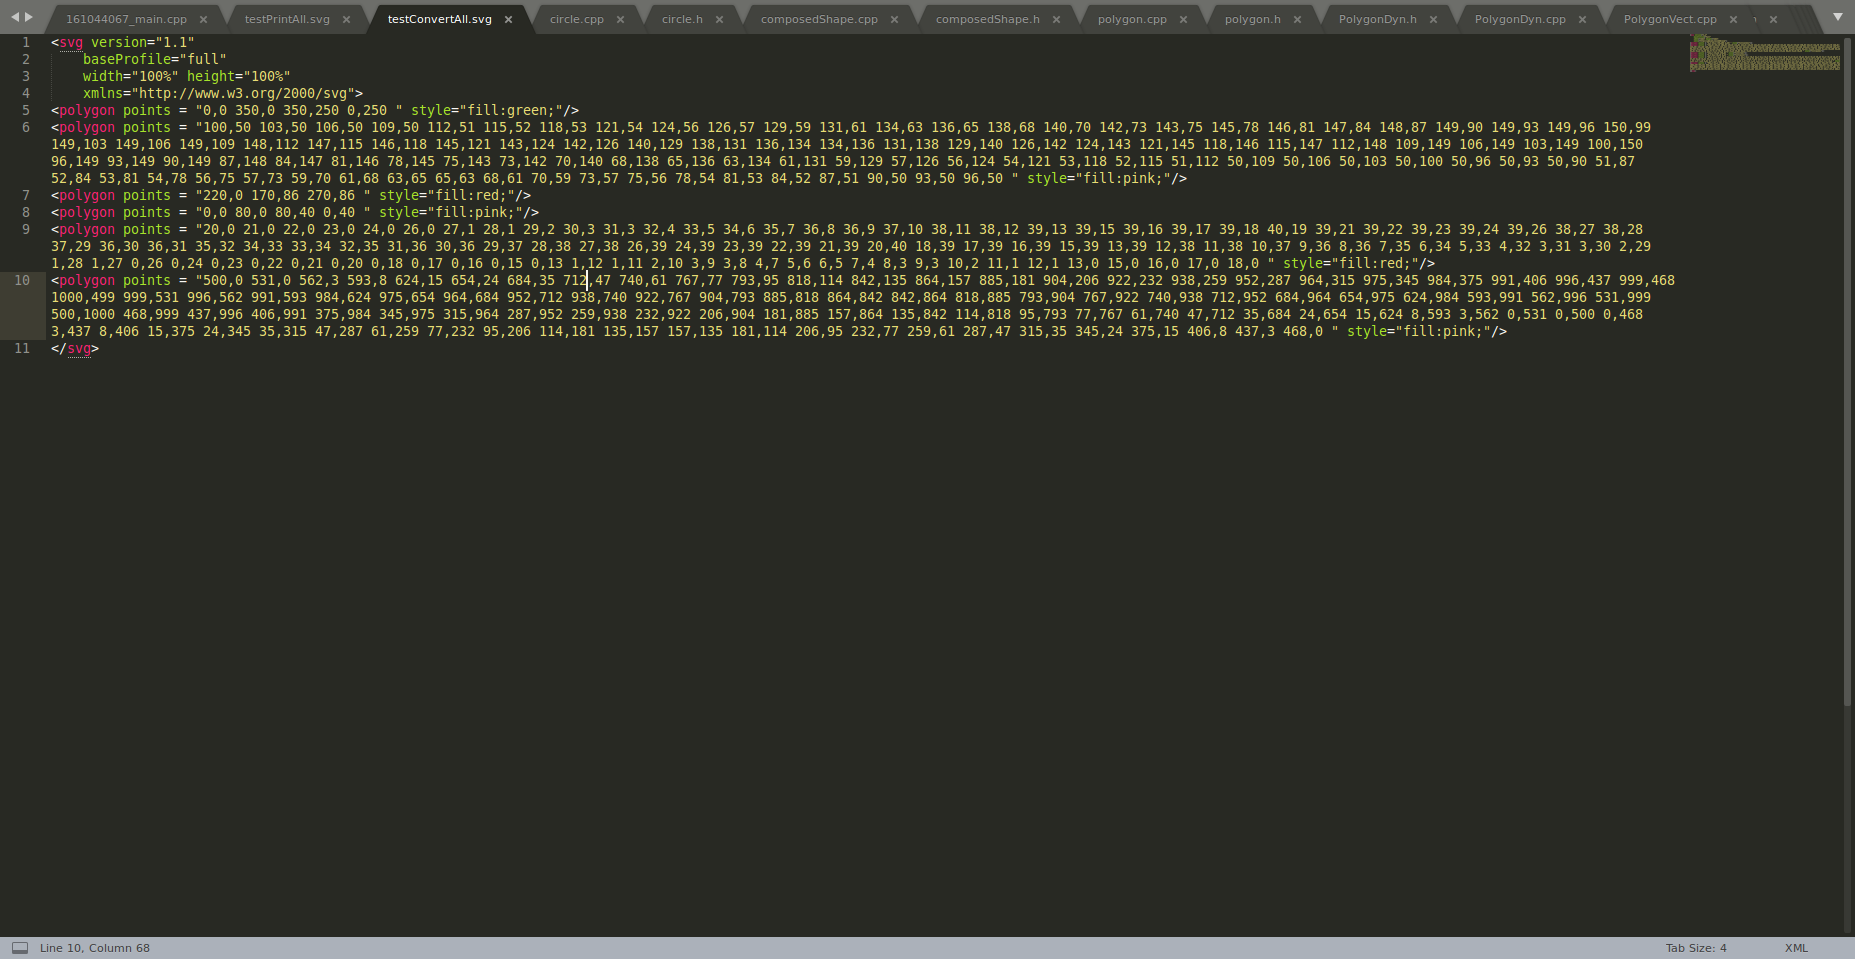 161044067_main.cpp × testPrintAll.svg × testConvertAll.svg × circle.cpp × circle.h × composedShape.cpp × composedShape.h × polygon.cpp × polygon.h × PolygonDyn.h × PolygonDyn.cpp × PolygonVect.cpp × ×
1 <svg version="1.1"
2 baseProfile="full"
3 width="100%" height="100%"
4 xmlns="http://www.w3.org/2000/svg">
5 <polygon points = "0,0 350,0 350,250 0,250 " style="fill:green;"/>
6 <polygon points = "100,50 103,50 106,50 109,50 112,51 115,52 118,53 121,54 124,56 126,57 129,59 131,61 134,63 136,65 138,68 140,70 142,73 143,75 145,78 146,81 147,84 148,87 149,90 149,93 149,96 150,99
149,103 149,106 149,109 148,112 147,115 146,118 145,121 143,124 142,126 140,129 138,131 136,134 134,136 131,138 129,140 126,142 124,143 121,145 118,146 115,147 112,148 109,149 106,149 103,149 100,150
96,149 93,149 90,149 87,148 84,147 81,146 78,145 75,143 73,142 70,140 68,138 65,136 63,134 61,131 59,129 57,126 56,124 54,121 53,118 52,115 51,112 50,109 50,106 50,103 50,100 50,96 50,93 50,90 51,87
52,84 53,81 54,78 56,75 57,73 59,70 61,68 63,65 65,63 68,61 70,59 73,57 75,56 78,54 81,53 84,52 87,51 90,50 93,50 96,50 " style="fill:pink;"/>
7 <polygon points = "220,0 170,86 270,86 " style="fill:red;"/>
8 <polygon points = "0,0 80,0 80,40 0,40 " style="fill:pink;"/>
9 <polygon points = "20,0 21,0 22,0 23,0 24,0 26,0 27,1 28,1 29,2 30,3 31,3 32,4 33,5 34,6 35,7 36,8 36,9 37,10 38,11 38,12 39,13 39,15 39,16 39,17 39,18 40,19 39,21 39,22 39,23 39,24 39,26 38,27 38,28
37,29 36,30 36,31 35,32 34,33 33,34 32,35 31,36 30,36 29,37 28,38 27,38 26,39 24,39 23,39 22,39 21,39 20,40 18,39 17,39 16,39 15,39 13,39 12,38 11,38 10,37 9,36 8,36 7,35 6,34 5,33 4,32 3,31 3,30 2,29
1,28 1,27 0,26 0,24 0,23 0,22 0,21 0,20 0,18 0,17 0,16 0,15 0,13 1,12 1,11 2,10 3,9 3,8 4,7 5,6 6,5 7,4 8,3 9,3 10,2 11,1 12,1 13,0 15,0 16,0 17,0 18,0 " style="fill:red;"/>
10 <polygon points = "500,0 531,0 562,3 593,8 624,15 654,24 684,35 712,47 740,61 767,77 793,95 818,114 842,135 864,157 885,181 904,206 922,232 938,259 952,287 964,315 975,345 984,375 991,406 996,437 999,468
1000,499 999,531 996,562 991,593 984,624 975,654 964,684 952,712 938,740 922,767 904,793 885,818 864,842 842,864 818,885 793,904 767,922 740,938 712,952 684,964 654,975 624,984 593,991 562,996 531,999
500,1000 468,999 437,996 406,991 375,984 345,975 315,964 287,952 259,938 232,922 206,904 181,885 157,864 135,842 114,818 95,793 77,767 61,740 47,712 35,684 24,654 15,624 8,593 3,562 0,531 0,500 0,468
3,437 8,406 15,375 24,345 35,315 47,287 61,259 77,232 95,206 114,181 135,157 157,135 181,114 206,95 232,77 259,61 287,47 315,35 345,24 375,15 406,8 437,3 468,0 " style="fill:pink;"/>
11 </svg>
Line 10, Column 68 Tab Size: 4 XML